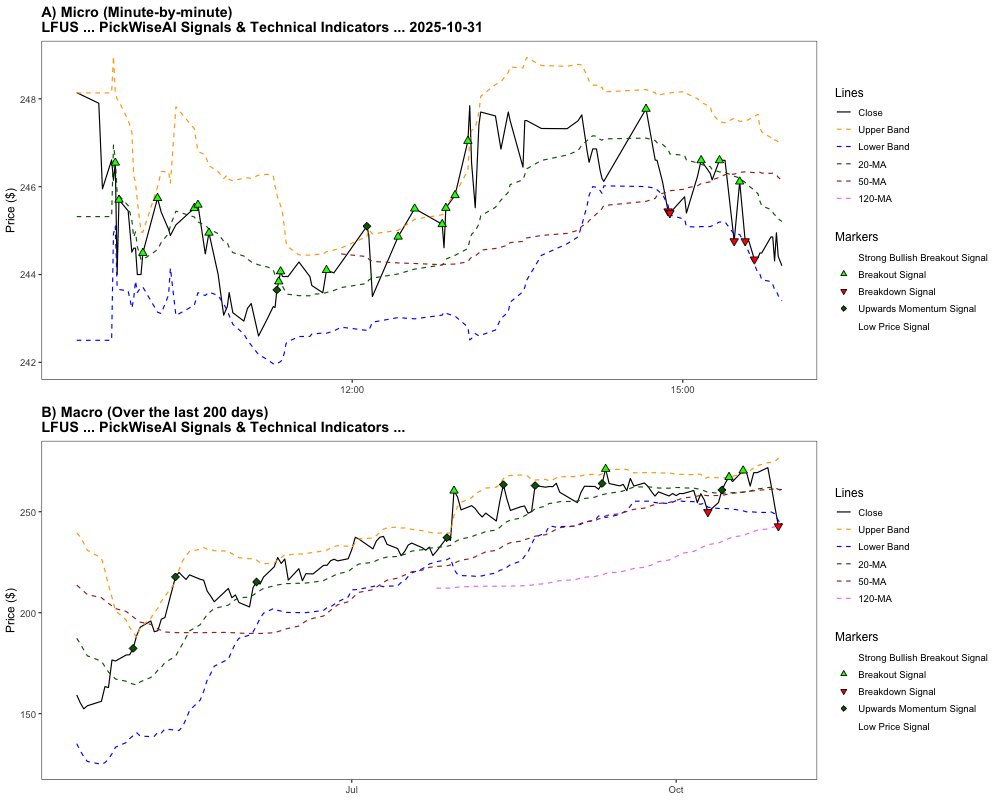 A) Micro (Minute-by-minute)
LFUS ... PickWiseAI Signals & Technical Indicators ... 2025-10-31
Price ($)
248
246
244
242
12:00
15:00
Lines
Close
Upper Band
Lower Band
20-MA
50-MA
120-MA
Markers
Strong Bullish Breakout Signal
Breakout Signal
Breakdown Signal
Upwards Momentum Signal
Low Price Signal
B) Macro (Over the last 200 days)
LFUS ... PickWiseAI Signals & Technical Indicators ...
Price ($)
250
200
150
Jul
Oct
Lines
Close
Upper Band
Lower Band
20-MA
50-MA
120-MA
Markers
Strong Bullish Breakout Signal
Breakout Signal
Breakdown Signal
Upwards Momentum Signal
Low Price Signal